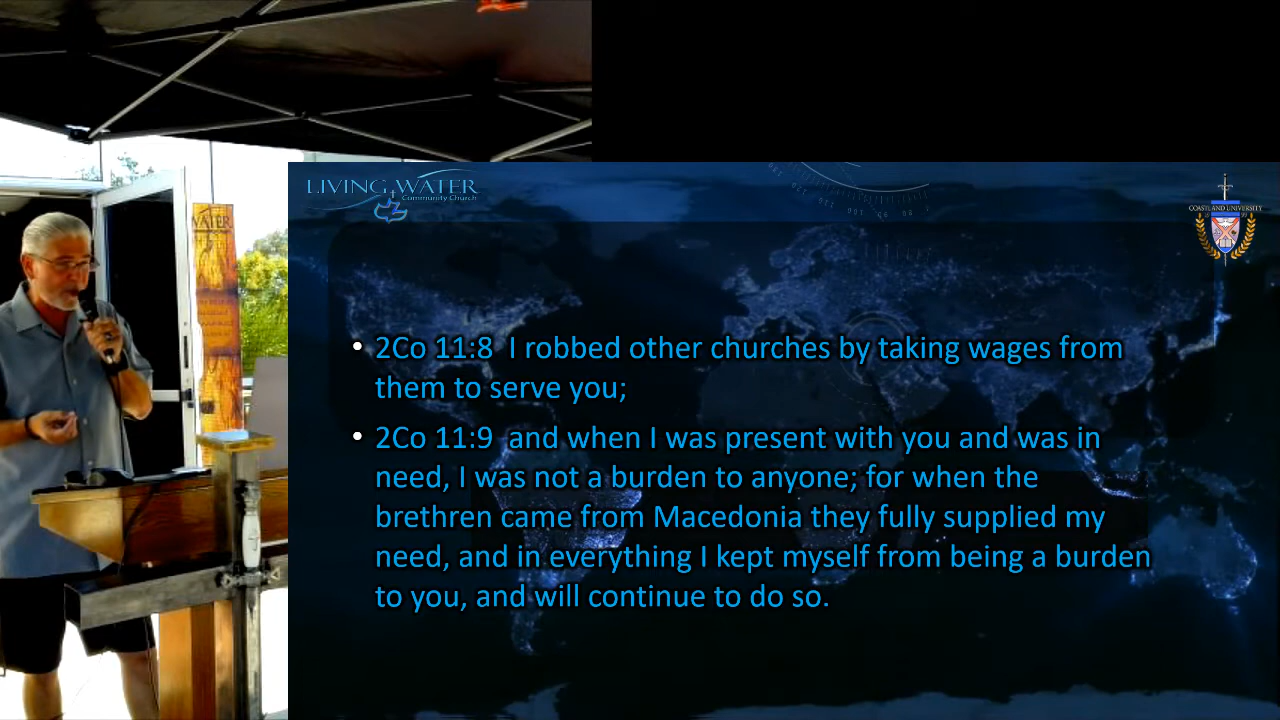 LIVING WATER
Community Church
COASTLAND UNIVERSITY
WATER
• 2Co 11:8 I robbed other churches by taking wages from
them to serve you;
• 2Co 11:9 and when I was present with you and was in
need, I was not a burden to anyone; for when the
brethren came from Macedonia they fully supplied my
need, and in everything I kept myself from being a burden
to you, and will continue to do so.